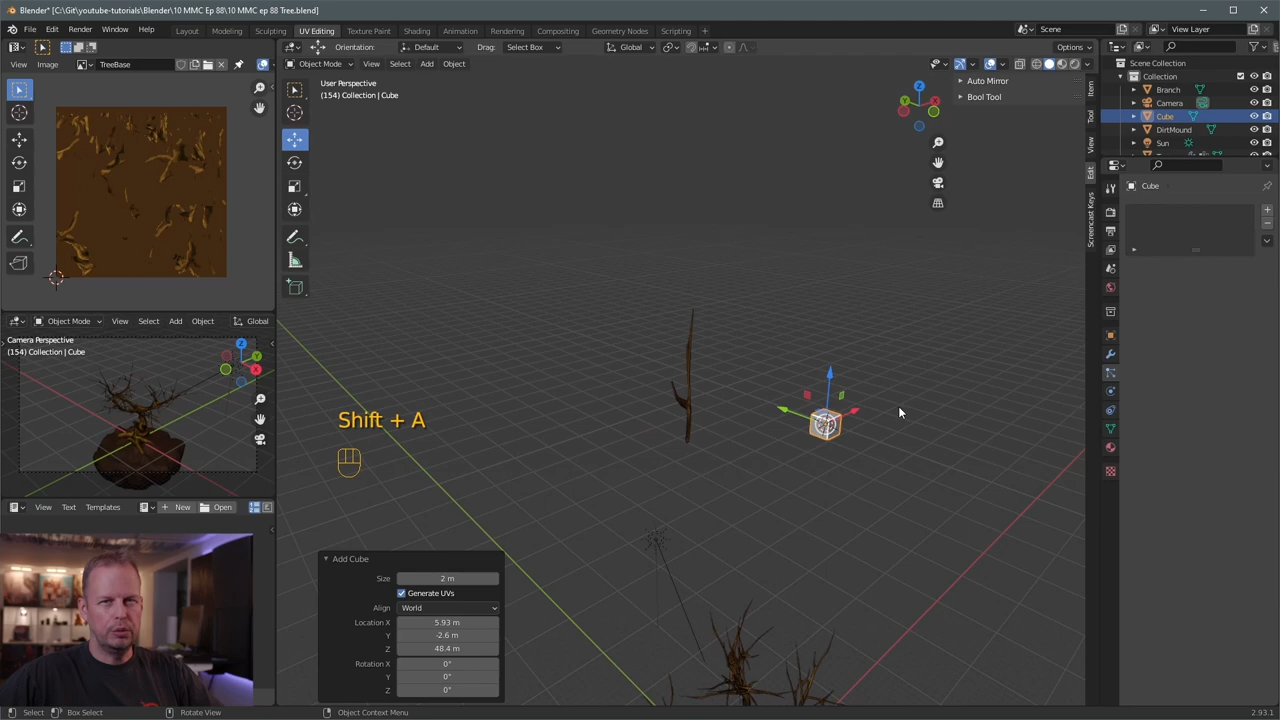 Blender* [C:\Git\youtube-tutorials\Blender\10 MMC Ep 88\10 MMC ep 88 Tree.blend]
File Edit Render Window Help Layout Modeling Sculpting UV Editing Texture Paint Shading Animation Rendering Compositing Geometry Nodes Scripting Scene View Layer
Orientation: Default Drag: Select Box Global Options
View Image TreeBase Object Mode View Select Add Object
User Perspective
(154) Collection | Cube
Auto Mirror
Bool Tool
Scene Collection
Collection
Branch
Camera
Cube
DirtMound
Sun
Item
Tool
View
Edit
Screencast Keys
Cube
Object Mode View Select Add Object Global
Camera Perspective
(154) Collection | Cube
Shift + A
View Text Templates New Open
Add Cube
Size 2 m
Generate UVs
Align World
Location X 5.93 m
Y -2.6 m
Z 48.4 m
Rotation X 0°
Y 0°
Z 0°
Select Box Select Rotate View Object Context Menu 2.93.1